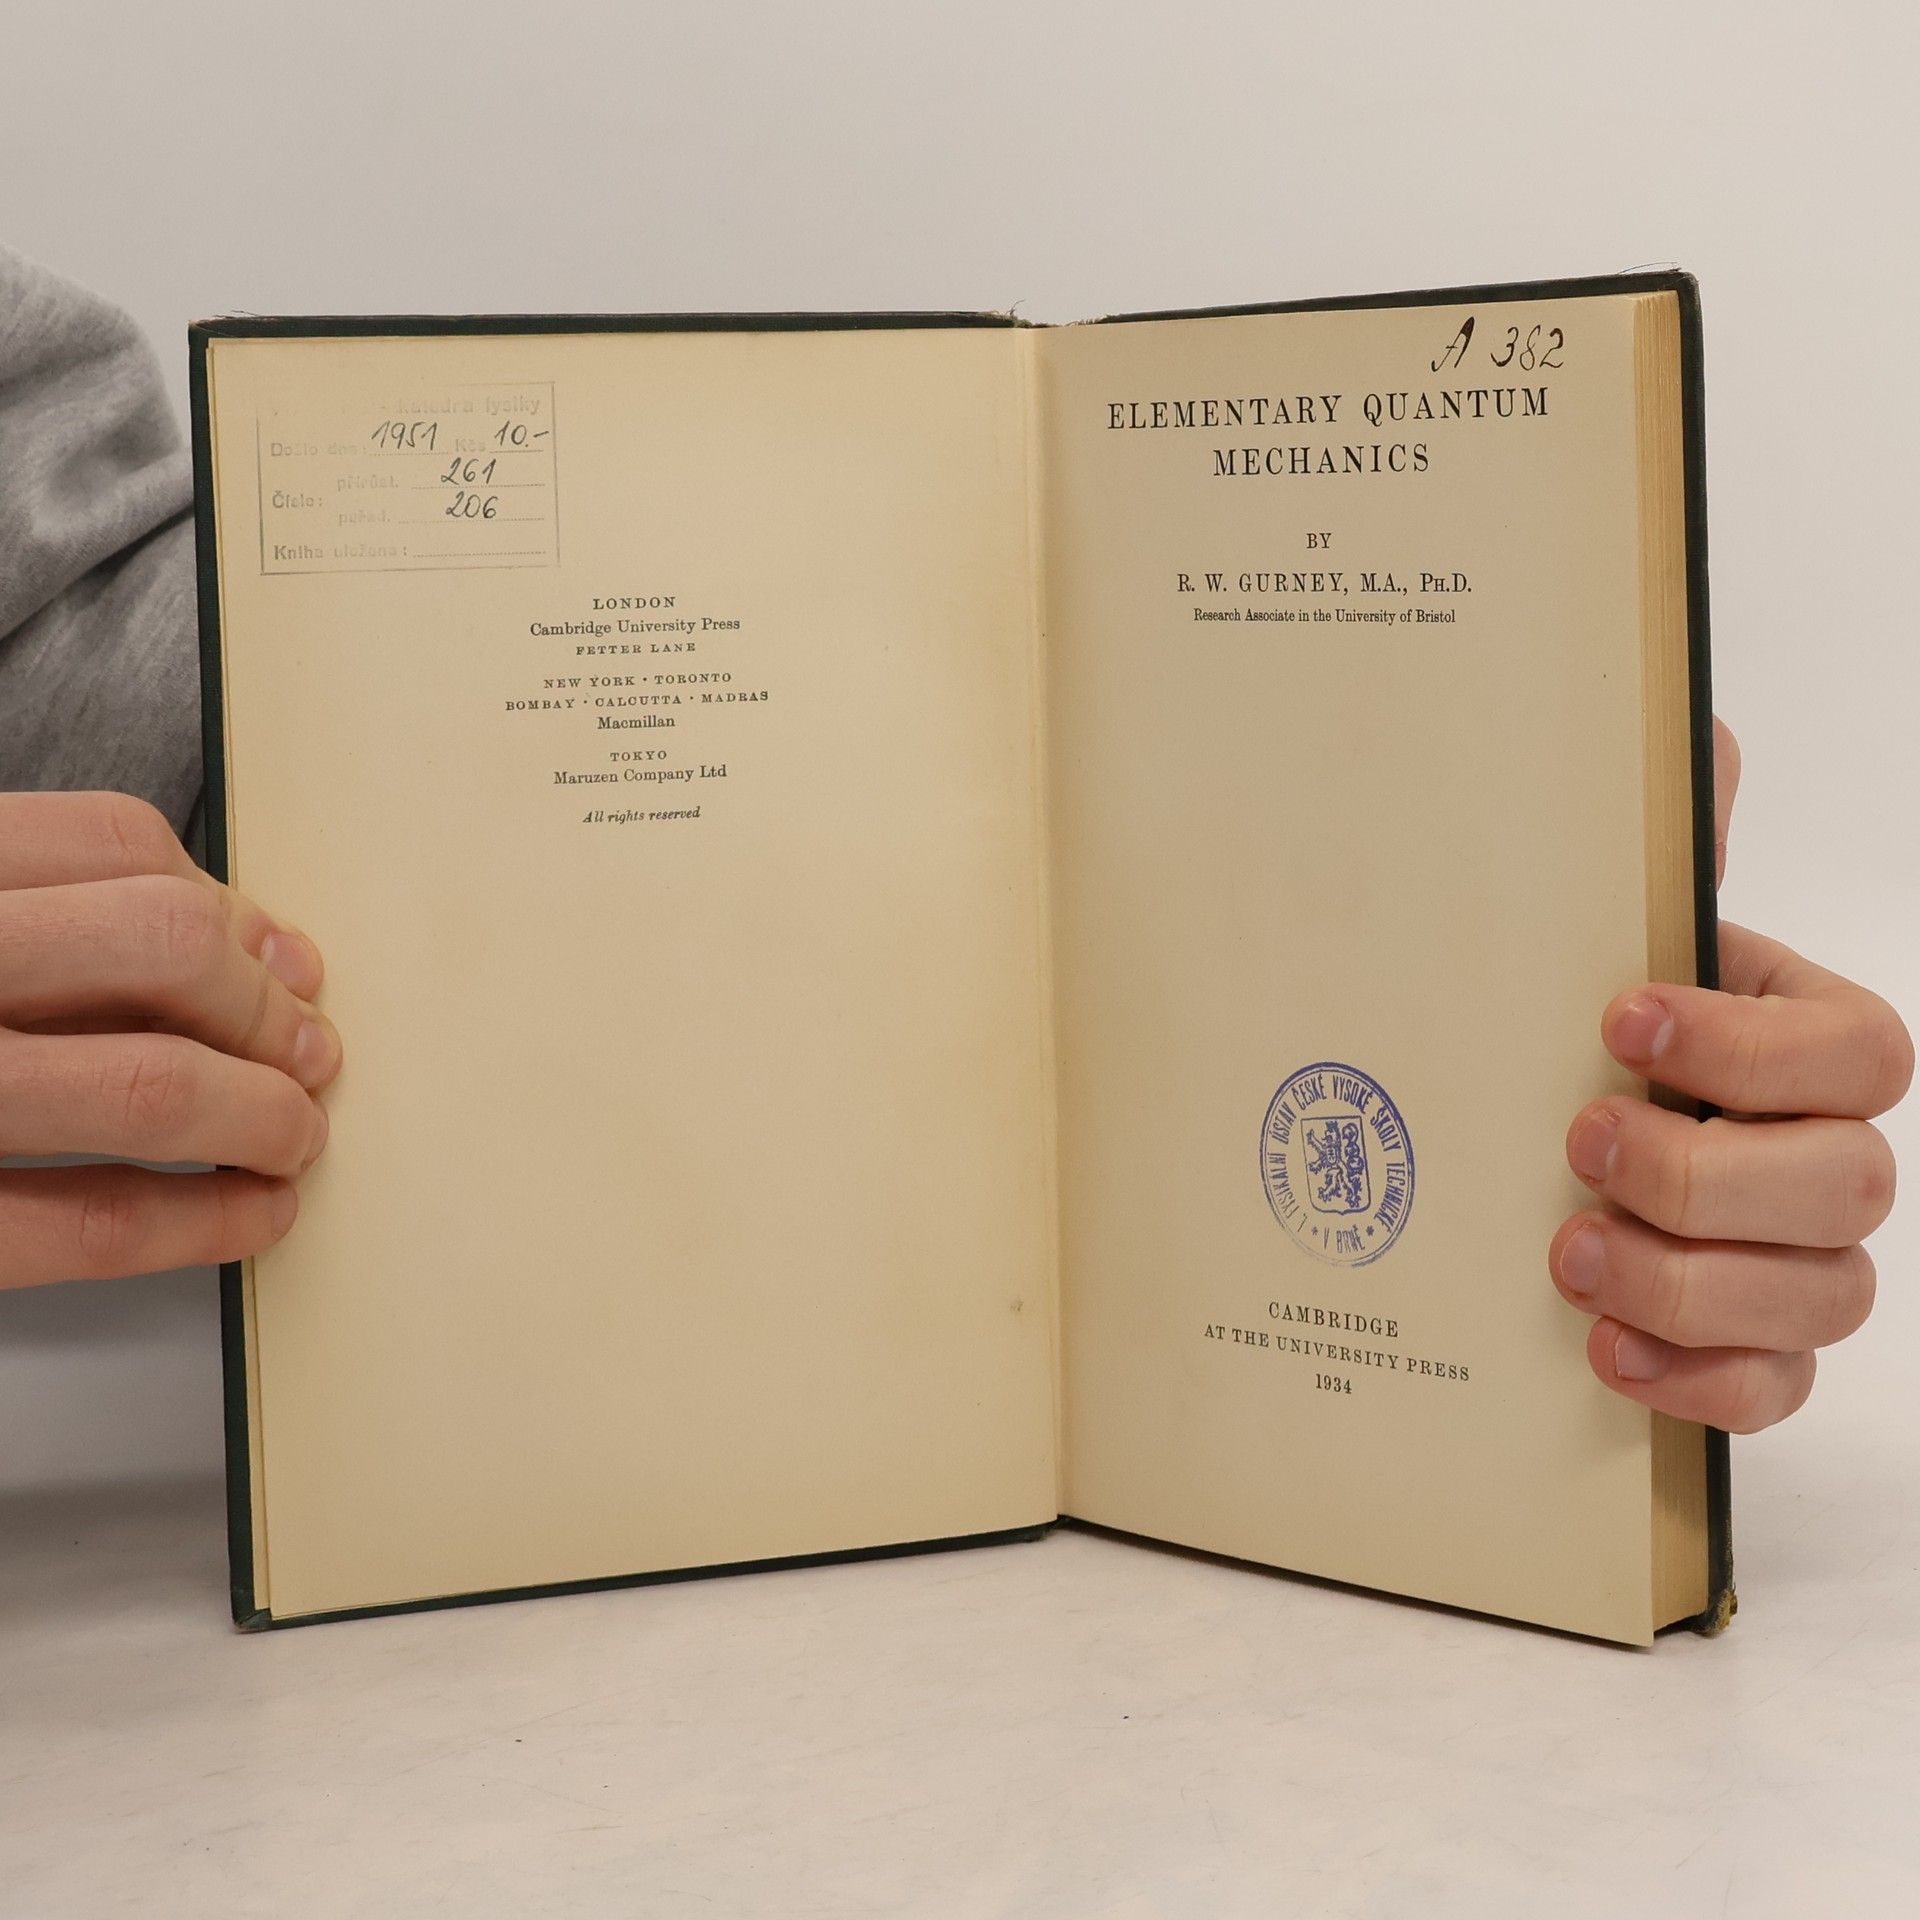 katedra fysiky
Došlo dne: 1951 Kčs 10.-
přírůst. 261
Číslo:
pořad. 206
Kniha uložena:
LONDON
Cambridge University Press
FETTER LANE
NEW YORK · TORONTO
BOMBAY · CALCUTTA · MADRAS
Macmillan
TOKYO
Maruzen Company Ltd
All rights reserved
A 382
ELEMENTARY QUANTUM
MECHANICS
BY
R. W. GURNEY, M.A., Ph.D.
Research Associate in the University of Bristol
I. FYSIKÁLNÍ ÚSTAV ČESKÉ VYSOKÉ ŠKOLY TECHNICKÉ
* V BRNĚ *
CAMBRIDGE
AT THE UNIVERSITY PRESS
1934